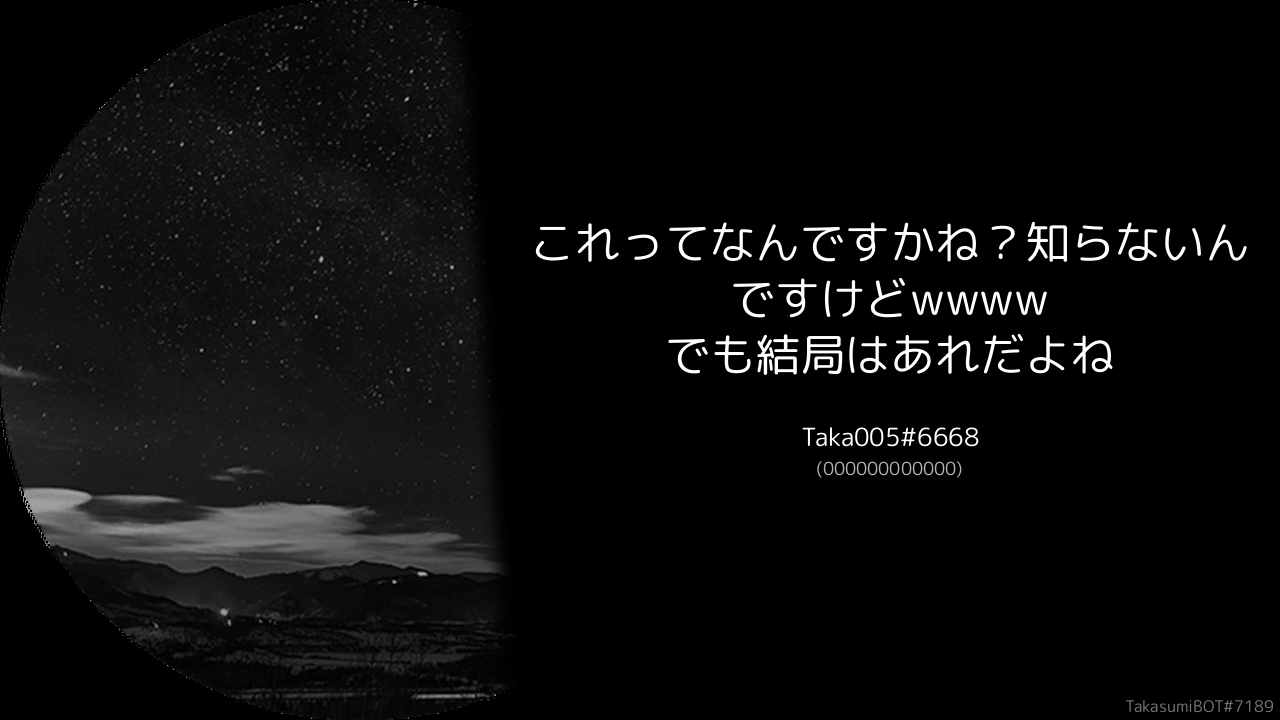 これってなんですかね？知らないん
ですけどwwww
でも結局はあれだよね
Taka005#6668
(000000000000)
TakasumiBOT#7189